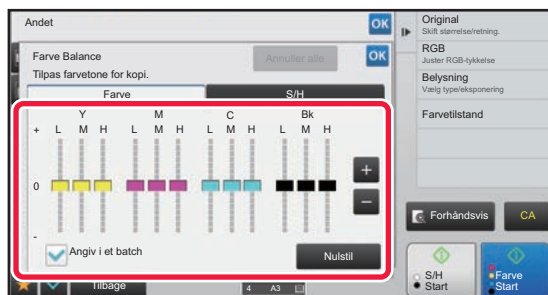 Andet
OK
Farve Balance
Annuller alle
OK
Tilpas farvetone for kopi.
Farve
S/H
Y M C Bk
+ L M H L M H L M H L M H
0
-
+
−
Angiv i et batch
Nulstil
Tilbage
4 A3
Original
Skift størrelse/retning.
RGB
Juster RGB-tykkelse
Belysning
Vælg type/eksponering
Farvetilstand
Forhåndsvis
CA
S/H
Start
Farve
Start